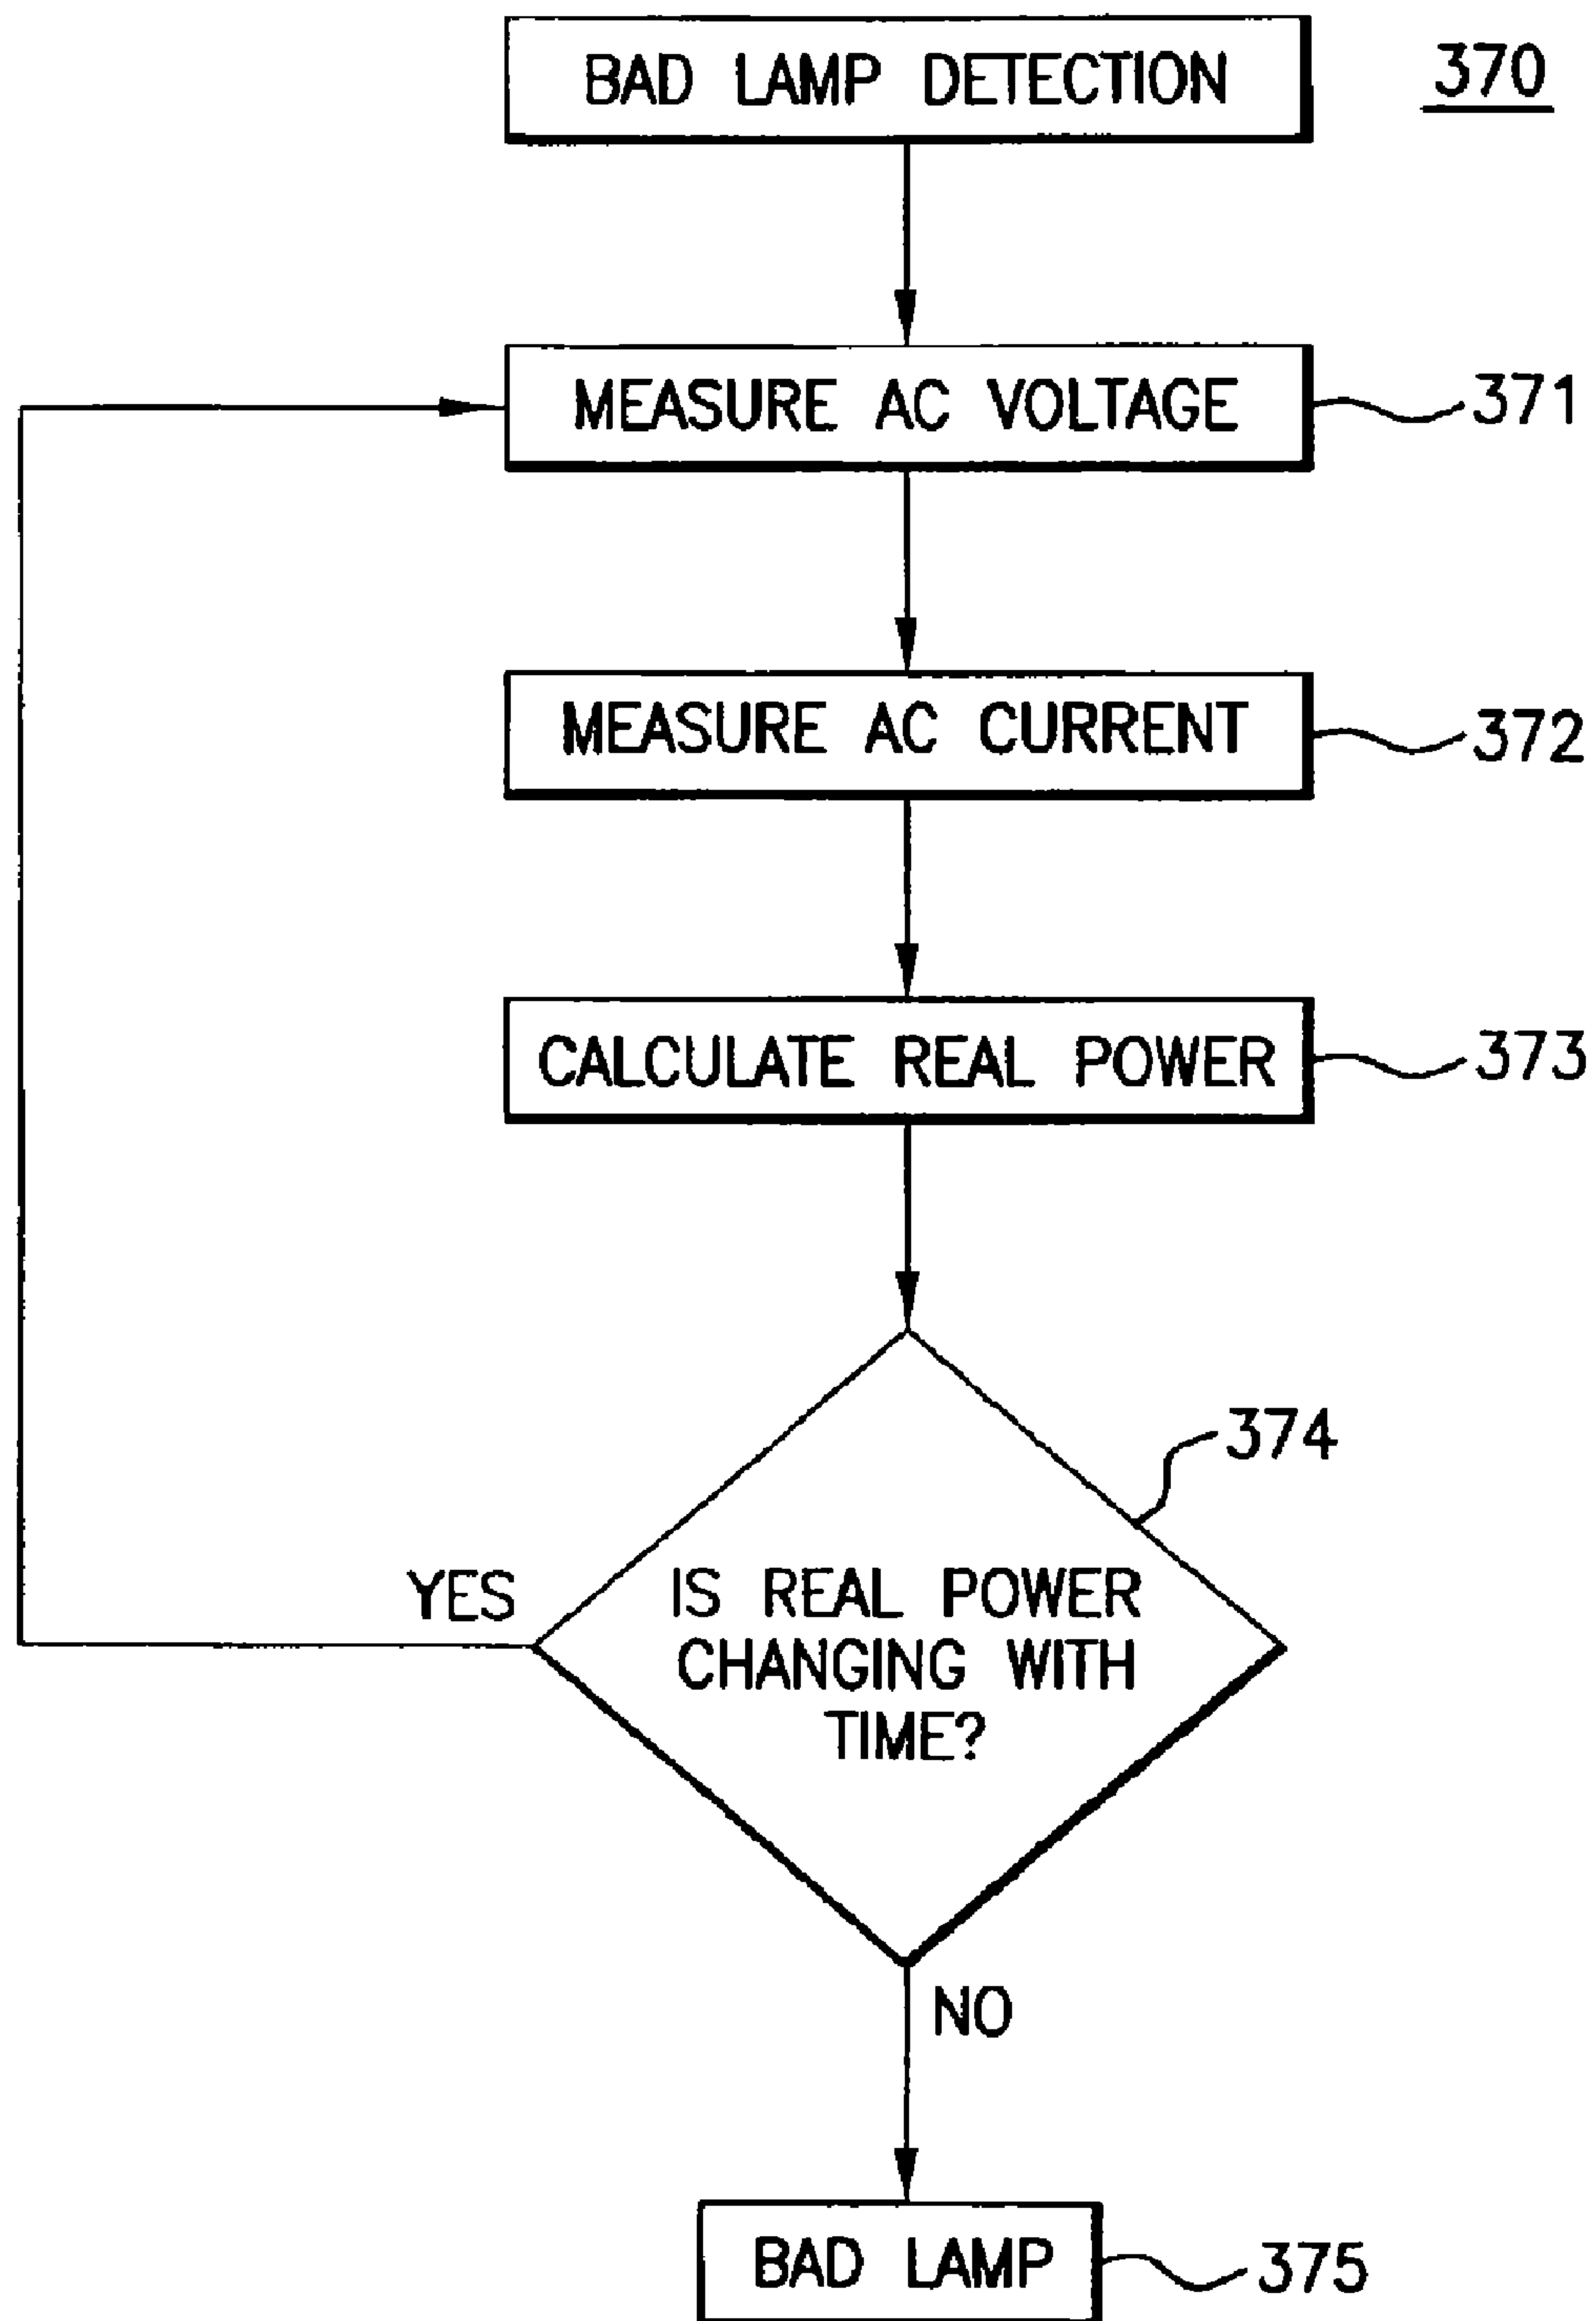 BAD LAMP DETECTION
370
MEASURE AC VOLTAGE
371
MEASURE AC CURRENT
372
CALCULATE REAL POWER
373
374
YES
IS REAL POWER
CHANGING WITH
TIME?
NO
BAD LAMP
375